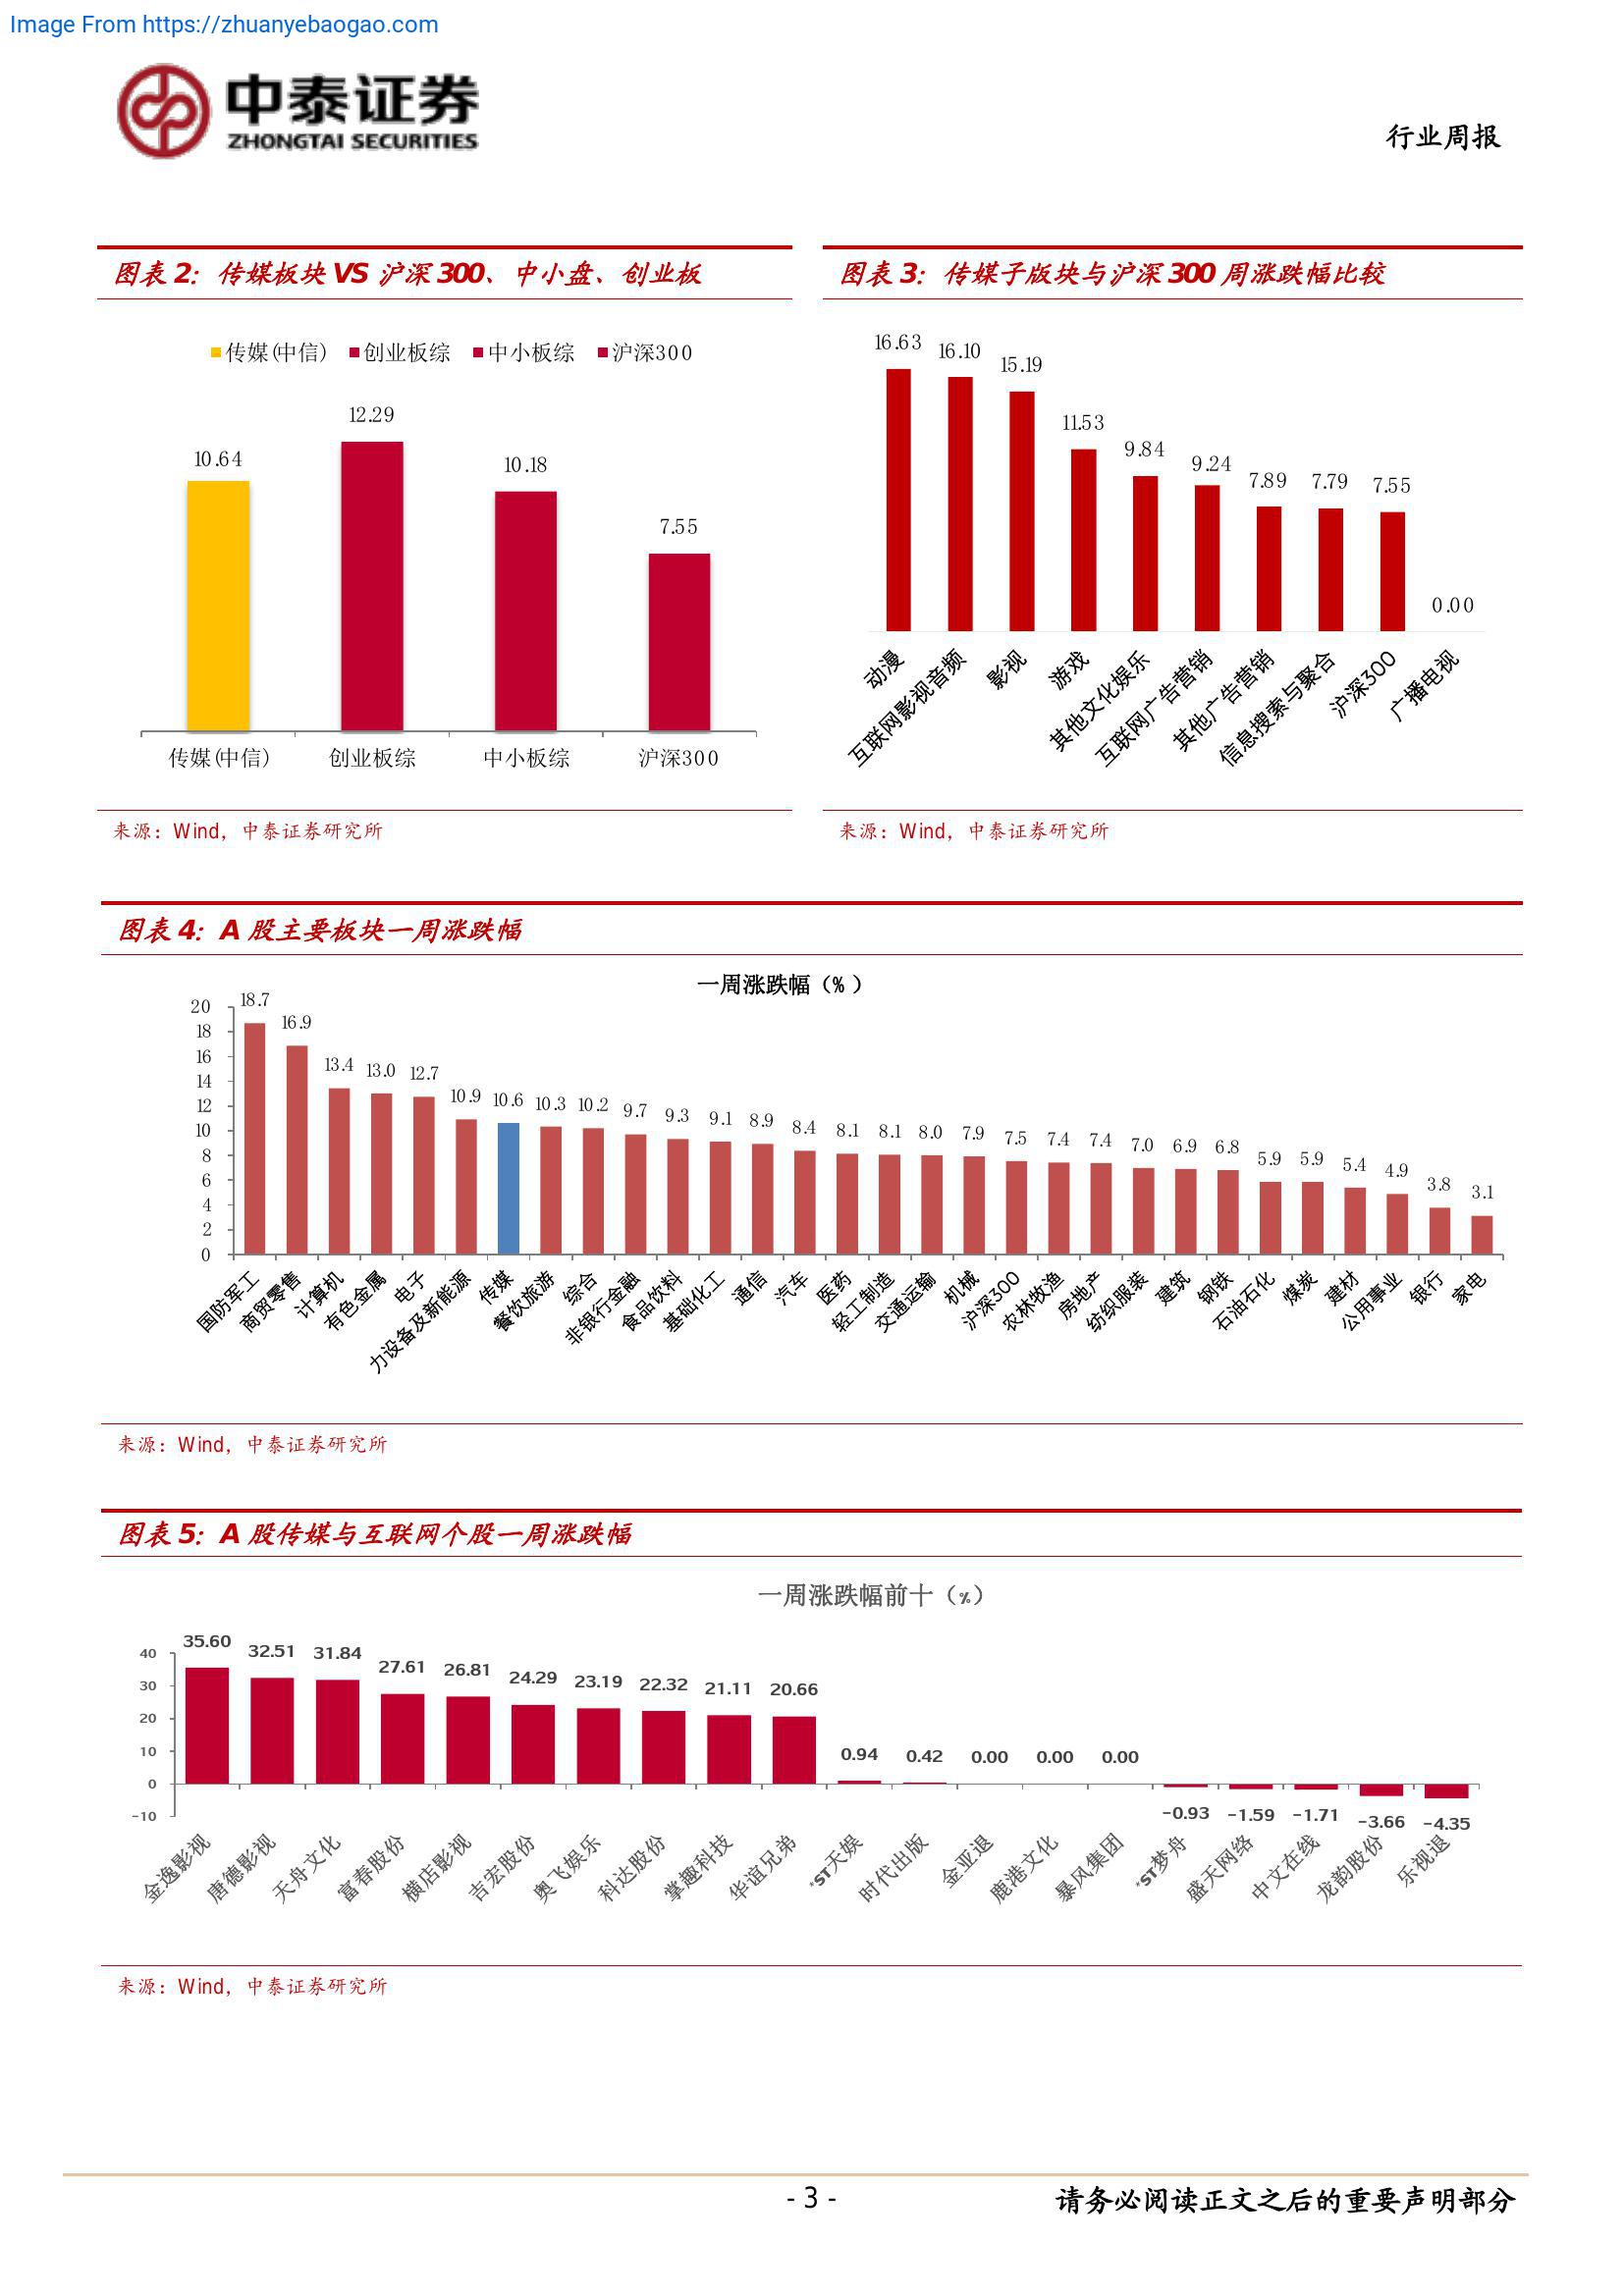 Image From https://zhuanyebaogao.com
中泰证券
ZHONGTAI SECURITIES
行业周报
图表 2：传媒板块 VS 沪深 300、中小盘、创业板
传媒(中信) 创业板综 中小板综 沪深300
12.29
10.64
10.18
7.55
传媒(中信) 创业板综 中小板综 沪深300
来源：Wind，中泰证券研究所
图表 3：传媒子版块与沪深 300 周涨跌幅比较
16.63 16.10 15.19 11.53 9.84 9.24 7.89 7.79 7.55 0.00
动漫 互联网影视音频 影视 游戏 其他文化娱乐 互联网广告营销 其他广告营销 信息搜索与聚合 沪深300 广播电视
来源：Wind，中泰证券研究所
图表 4：A 股主要板块一周涨跌幅
一周涨跌幅（%）
20
18
16
14
12
10
8
6
4
2
0
18.7 16.9 13.4 13.0 12.7 10.9 10.6 10.3 10.2 9.7 9.3 9.1 8.9 8.4 8.1 8.1 8.0 7.9 7.5 7.4 7.4 7.0 6.9 6.8 5.9 5.9 5.4 4.9 3.8 3.1
国防军工 商贸零售 计算机 有色金属 电子 力设备及新能源 传媒 餐饮旅游 综合 非银行金融 食品饮料 基础化工 通信 汽车 医药 轻工制造 交通运输 机械 沪深300 农林牧渔 房地产 纺织服装 建筑 钢铁 石油石化 煤炭 建材 公用事业 银行 家电
来源：Wind，中泰证券研究所
图表 5：A 股传媒与互联网个股一周涨跌幅
一周涨跌幅前十（%）
40
30
20
10
0
-10
35.60 32.51 31.84 27.61 26.81 24.29 23.19 22.32 21.11 20.66 0.94 0.42 0.00 0.00 0.00 -0.93 -1.59 -1.71 -3.66 -4.35
金逸影视 唐德影视 天舟文化 富春股份 横店影视 吉宏股份 奥飞娱乐 科达股份 掌趣科技 华谊兄弟 *ST天娱 时代出版 金亚退 鹿港文化 暴风集团 *ST梦舟 盛天网络 中文在线 龙韵股份 乐视退
来源：Wind，中泰证券研究所
- 3 -
请务必阅读正文之后的重要声明部分